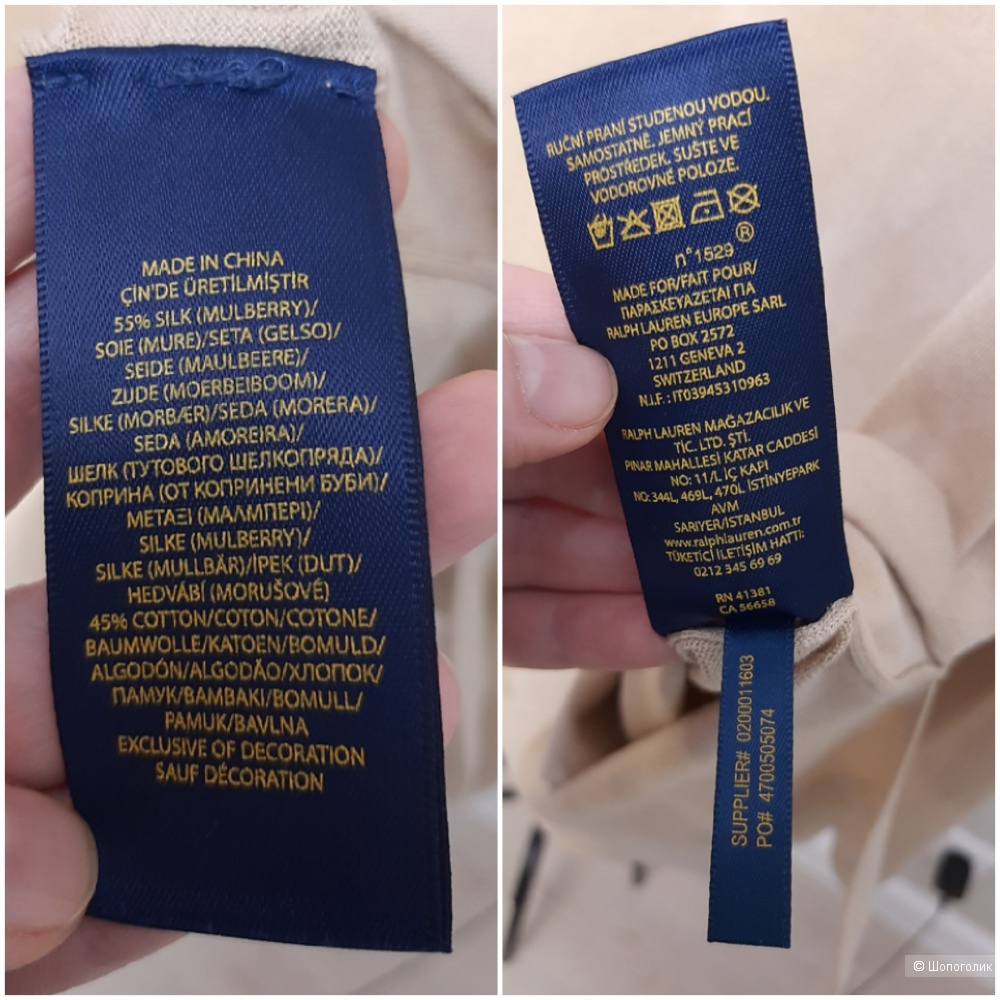 MADE IN CHINA
ÇİN'DE ÜRETİLMİŞTİR
55% SILK (MULBERRY)/
SOIE (MURE)/SETA (GELSO)/
SEIDE (MAULBEERE)/
ZIJDE (MOERBEIBOOM)/
SILKE (MORBÆR)/SEDA (MORERA)/
SEDA (AMOREIRA)/
ШЕЛК (ТУТОВОГО ШЕЛКОПРЯДА)/
КОПРИНА (ОТ КОПРИНЕНИ БУБИ)/
ΜΕΤΑΞΙ (ΜΑΛΜΠΕΡΙ)/
SILKE (MULBERRY)/
SILKE (MULLBÄR)/İPEK (DUT)/
HEDVÁBÍ (MORUŠOVÉ)
45% COTTON/COTON/COTONE/
BAUMWOLLE/KATOEN/BOMULD/
ALGODÓN/ALGODÃO/ХЛОПОК/
ПАМУК/ΒΑΜΒΑΚΙ/BOMULL/
PAMUK/BAVLNA
EXCLUSIVE OF DECORATION
SAUF DÉCORATION
RUČNÍ PRANÍ STUDENOU VODOU.
SAMOSTATNĚ. JEMNÝ PRACÍ
PROSTŘEDEK. SUŠTE VE
VODOROVNÉ POLOZE.
®
n° 1529
MADE FOR/FAIT POUR/
ΠΑΡΑΣΚΕΥΑΖΕΤΑΙ ΓΙΑ
RALPH LAUREN EUROPE SARL
PO BOX 2572
1211 GENEVA 2
SWITZERLAND
N.I.F.: IT03945310963
RALPH LAUREN MAĞAZACILIK VE
TİC. LTD. ŞTİ.
PINAR MAHALLESİ KATAR CADDESİ
NO: 11/L İÇ KAPI
NO:344L, 469L, 470L İSTİNYEPARK
AVM
SARIYER/İSTANBUL
www.ralphlauren.com.tr
TÜKETİCİ İLETİŞİM HATTI:
0212 345 69 69
RN 41381
CA 56658
SUPPLIER# 0200011603
PO# 4700505074
© Шопоголик